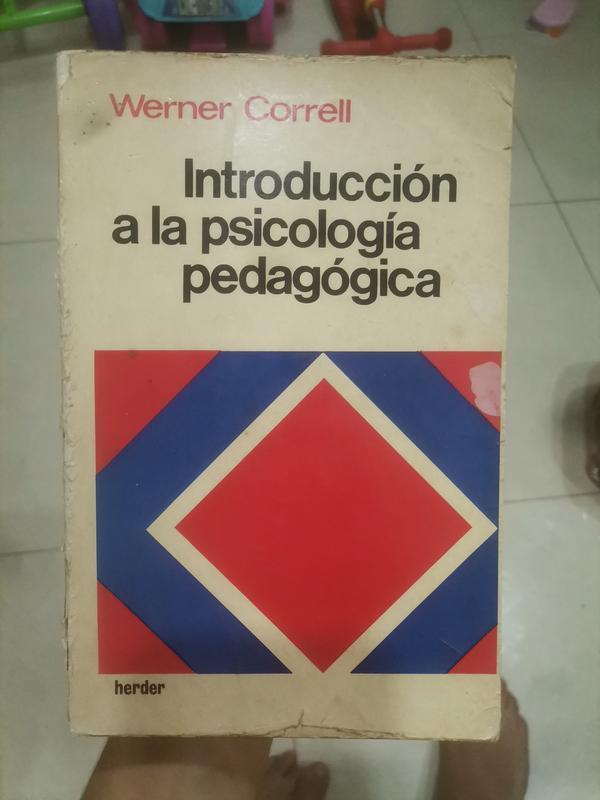 Werner Correll
Introducción
a la psicología
pedagógica
herder